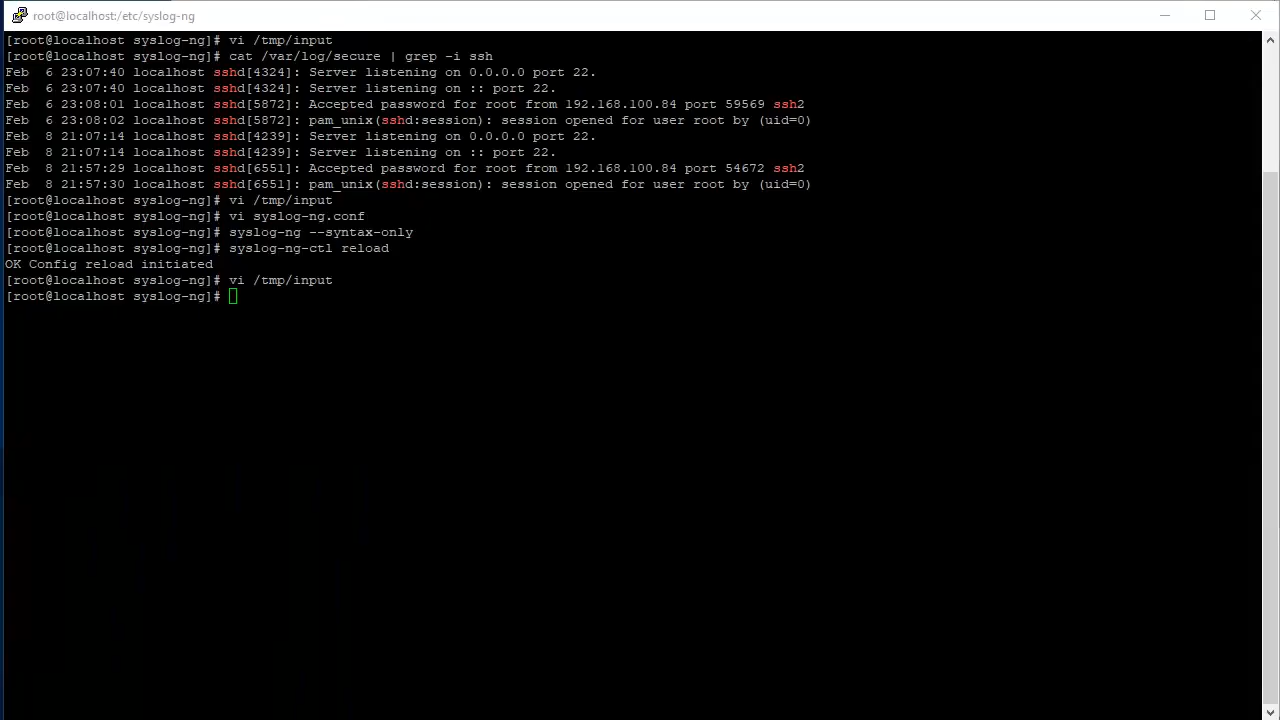 root@localhost:/etc/syslog-ng
[root@localhost syslog-ng]# vi /tmp/input
[root@localhost syslog-ng]# cat /var/log/secure | grep -i ssh
Feb  6 23:07:40 localhost sshd[4324]: Server listening on 0.0.0.0 port 22.
Feb  6 23:07:40 localhost sshd[4324]: Server listening on :: port 22.
Feb  6 23:08:01 localhost sshd[5872]: Accepted password for root from 192.168.100.84 port 59569 ssh2
Feb  6 23:08:02 localhost sshd[5872]: pam_unix(sshd:session): session opened for user root by (uid=0)
Feb  8 21:07:14 localhost sshd[4239]: Server listening on 0.0.0.0 port 22.
Feb  8 21:07:14 localhost sshd[4239]: Server listening on :: port 22.
Feb  8 21:57:29 localhost sshd[6551]: Accepted password for root from 192.168.100.84 port 54672 ssh2
Feb  8 21:57:30 localhost sshd[6551]: pam_unix(sshd:session): session opened for user root by (uid=0)
[root@localhost syslog-ng]# vi /tmp/input
[root@localhost syslog-ng]# vi syslog-ng.conf
[root@localhost syslog-ng]# syslog-ng --syntax-only
[root@localhost syslog-ng]# syslog-ng-ctl reload
OK Config reload initiated
[root@localhost syslog-ng]# vi /tmp/input
[root@localhost syslog-ng]#